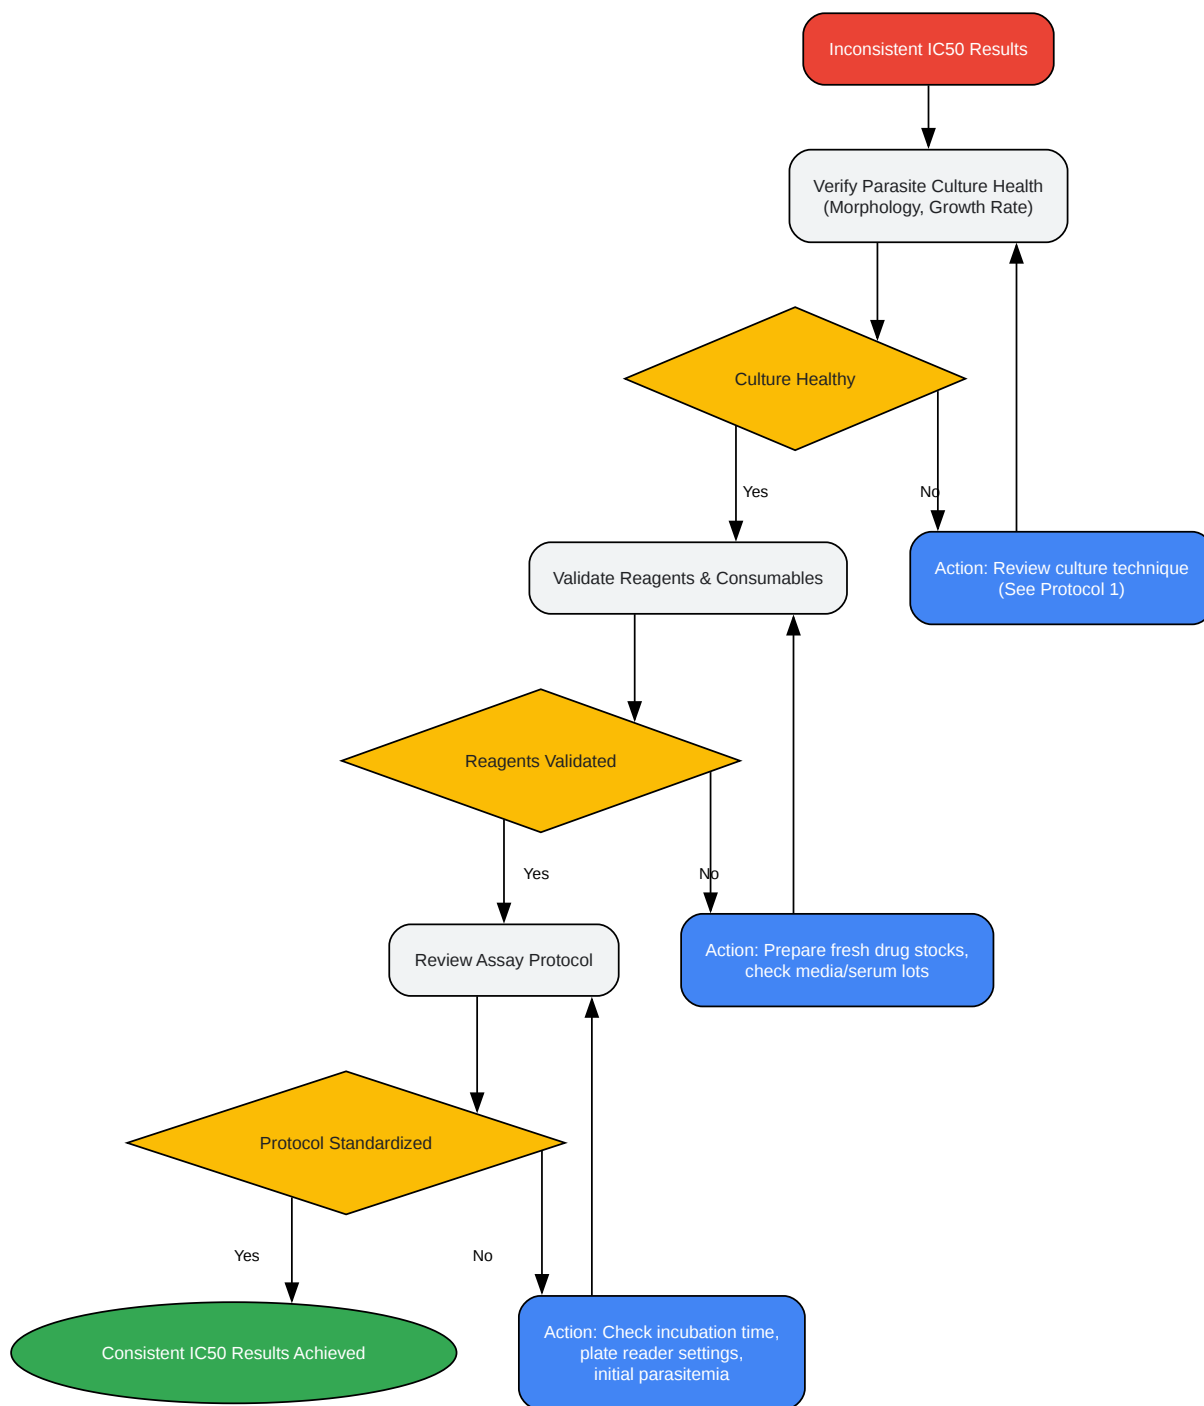 Inconsistent IC50 Results
Verify Parasite Culture Health
(Morphology, Growth Rate)
Culture Healthy
Yes
No
Validate Reagents & Consumables
Action: Review culture technique
(See Protocol 1)
Reagents Validated
Yes
No
Review Assay Protocol
Action: Prepare fresh drug stocks,
check media/serum lots
Protocol Standardized
Yes
No
Consistent IC50 Results Achieved
Action: Check incubation time,
plate reader settings,
initial parasitemia